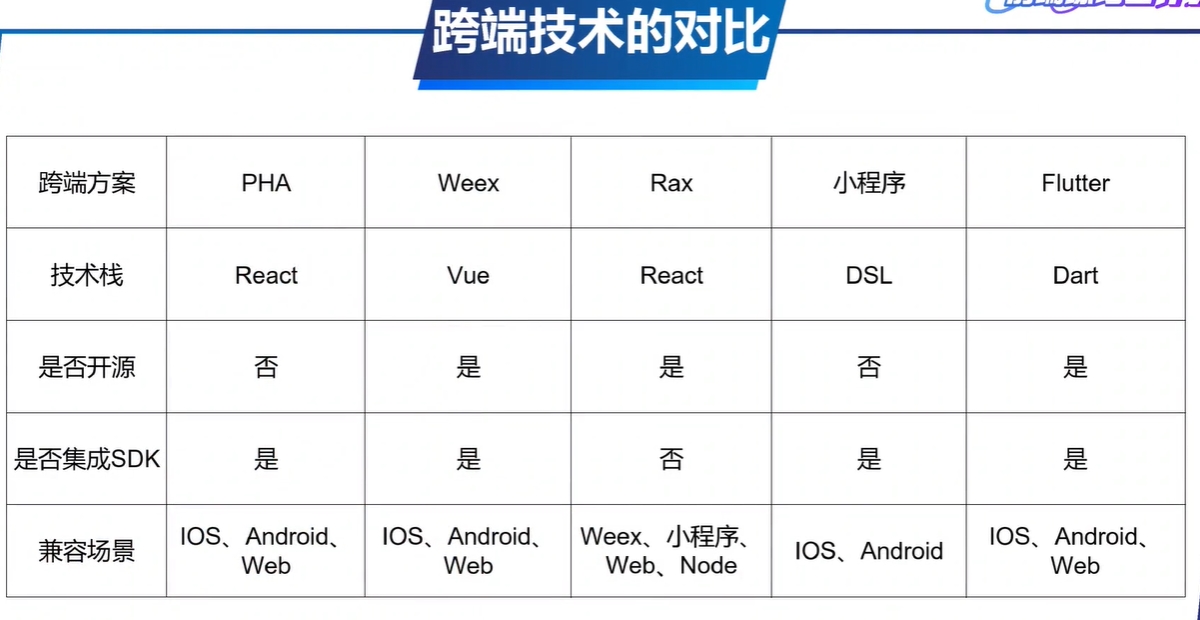 跨端技术的对比
跨端方案 PHA Weex Rax 小程序 Flutter
技术栈 React Vue React DSL Dart
是否开源 否 是 是 否 是
是否集成SDK 是 是 否 是 是
兼容场景 IOS、Android、Web IOS、Android、Web Weex、小程序、Web、Node IOS、Android IOS、Android、Web